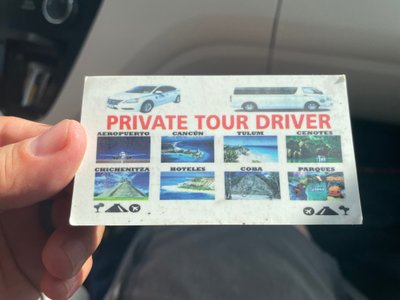 PRIVATE TOUR DRIVER
AEROPUERTO CANCÚN TULUM CENOTES
CHICHENITZA HOTELES COBA PARQUES